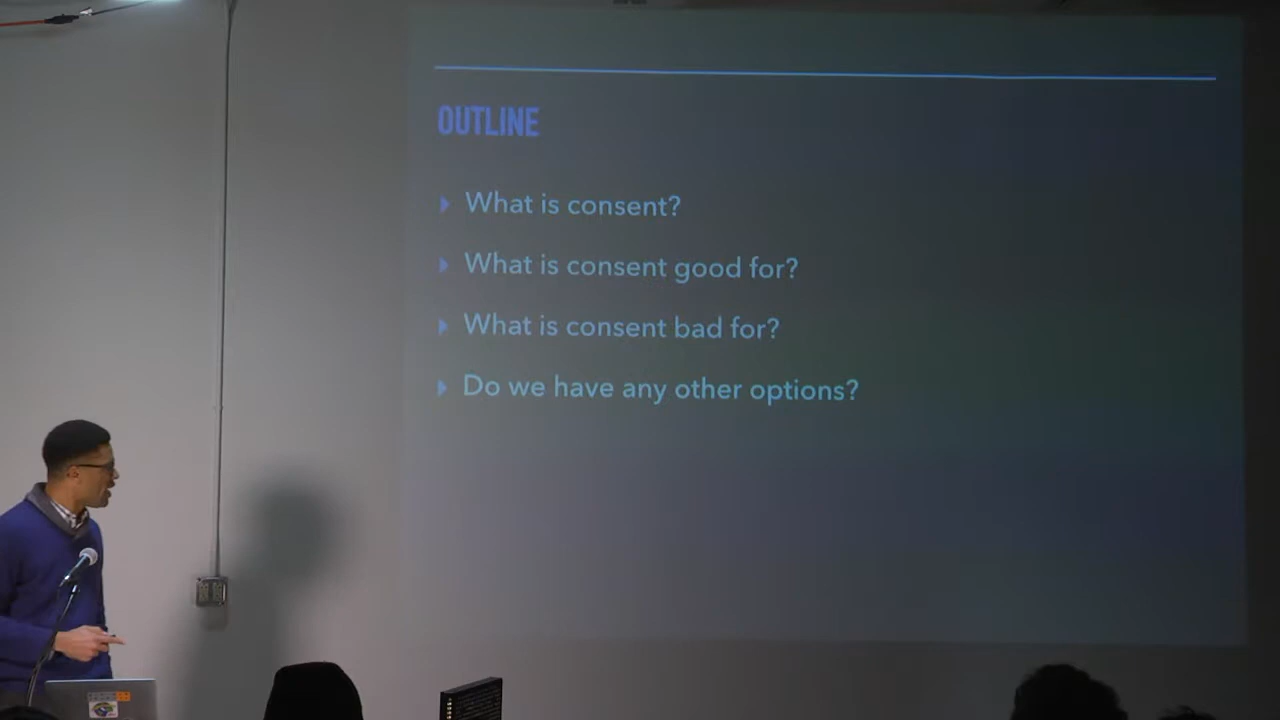 OUTLINE
What is consent?
What is consent good for?
What is consent bad for?
Do we have any other options?